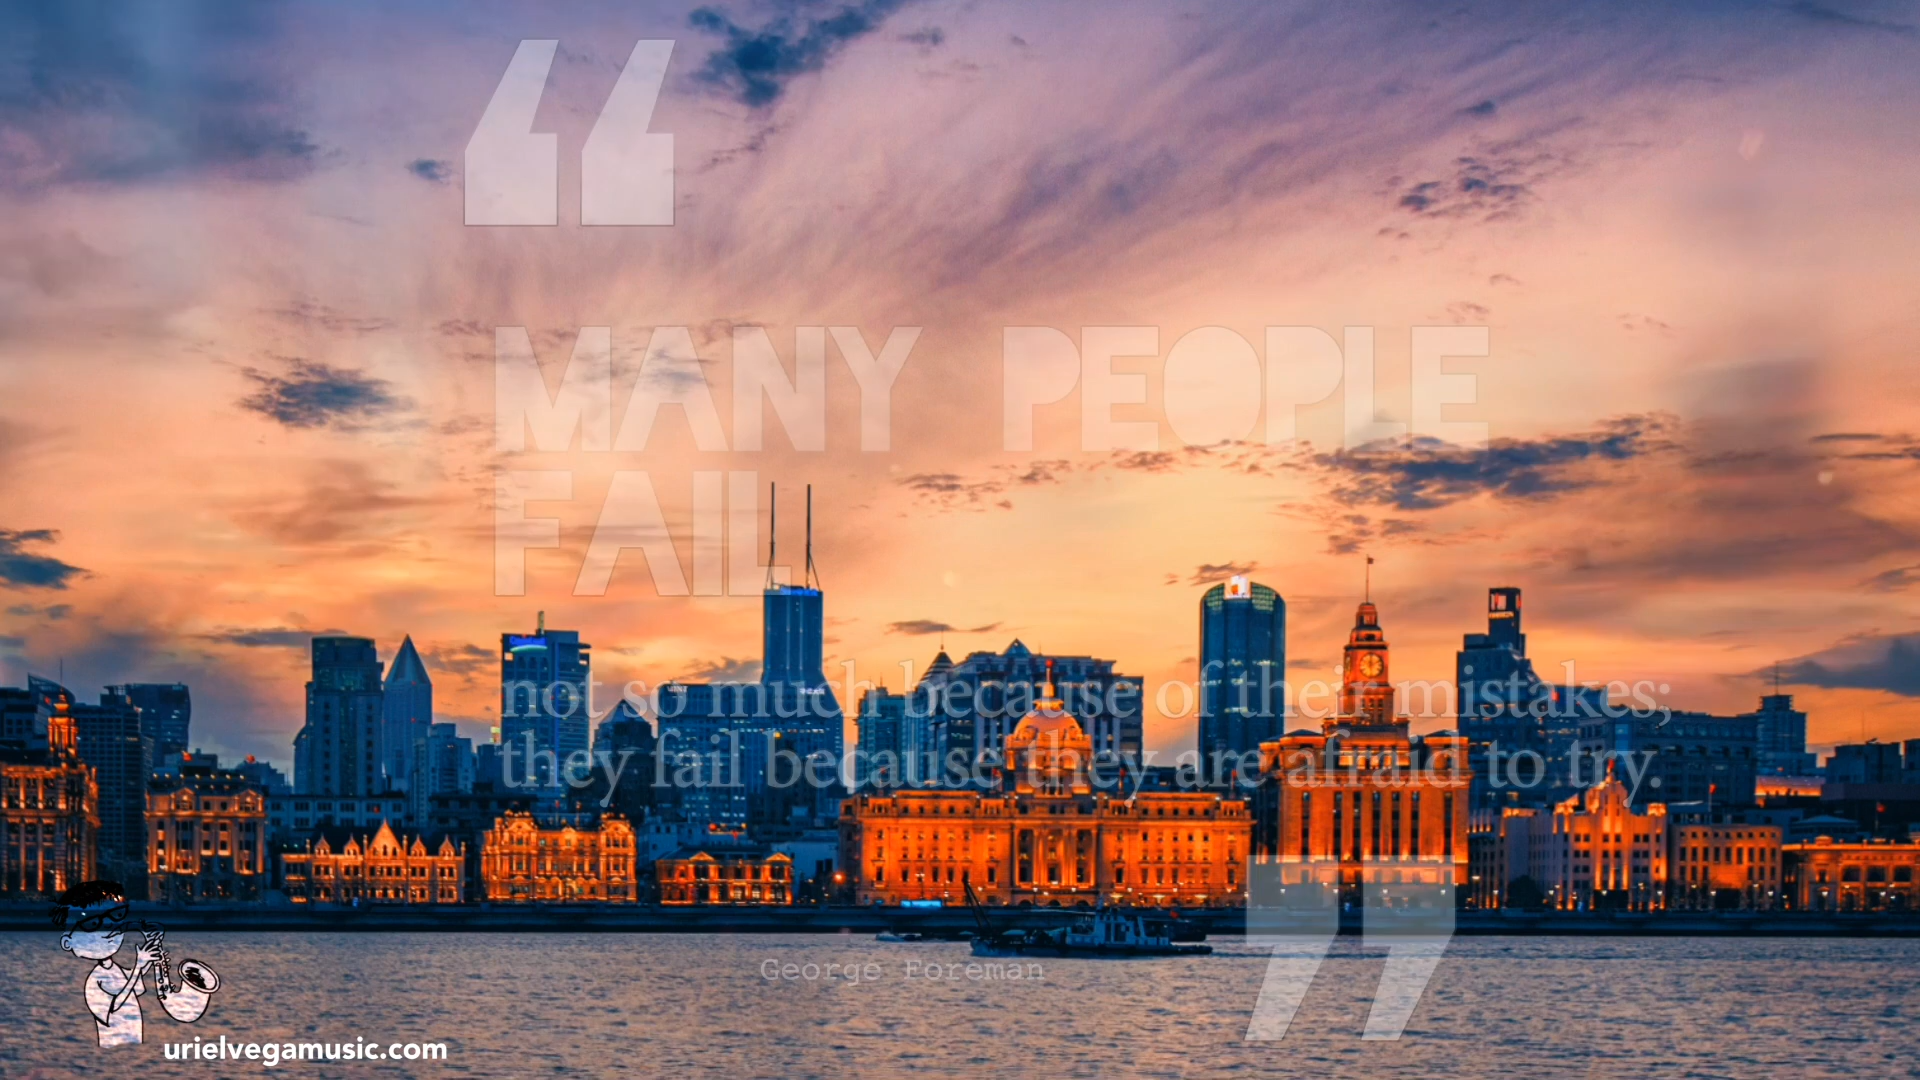 “
MANY PEOPLE
FAIL
not so much because of their mistakes;
they fail because they are afraid to try.
”
George Foreman
urielvegamusic.com